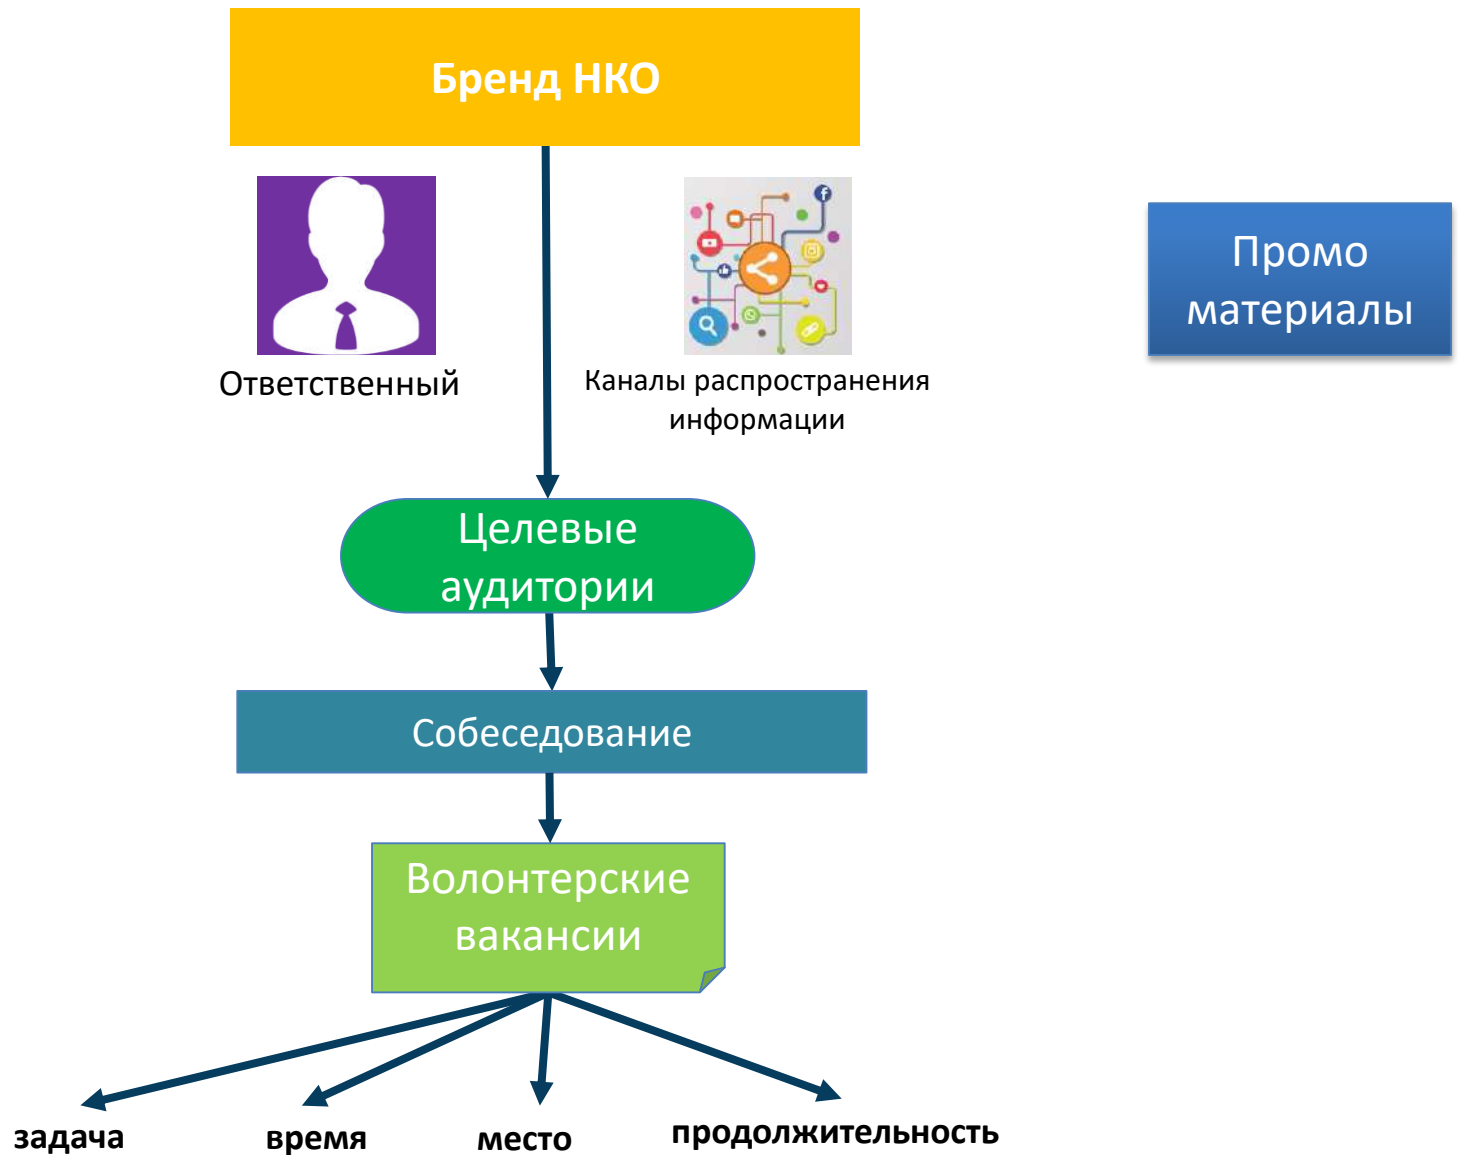 Бренд НКО
Промо
материалы
Ответственный
Каналы распространения
информации
Целевые
аудитории
Собеседование
Волонтерские
вакансии
задача
время
место
продолжительность